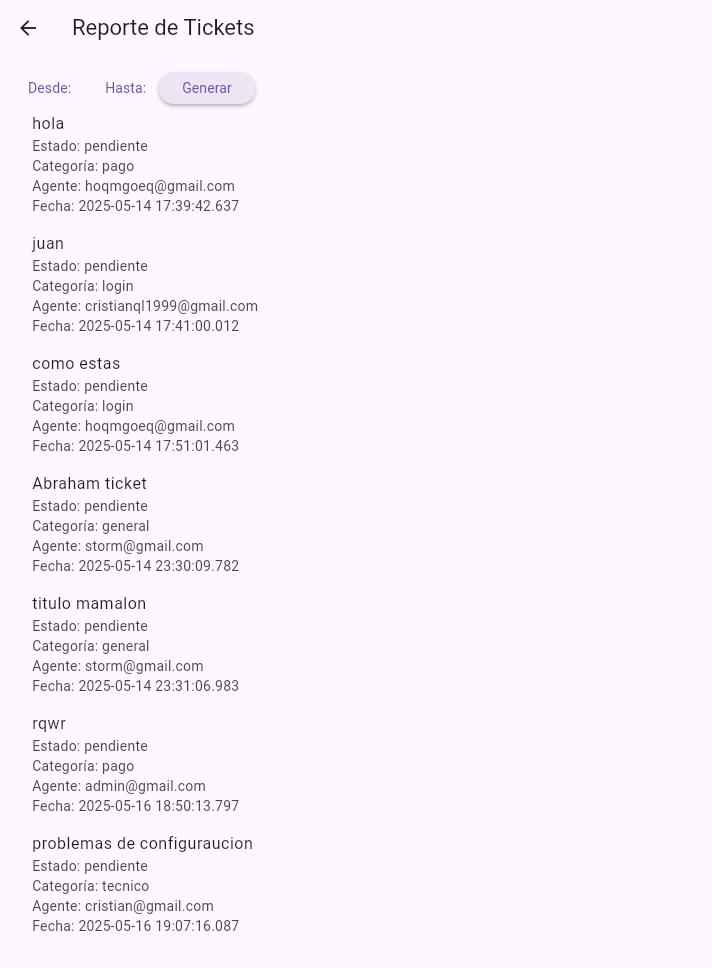 Reporte de Tickets
Desde: Hasta: Generar
hola
Estado: pendiente
Categoría: pago
Agente: hoqmgoeq@gmail.com
Fecha: 2025-05-14 17:39:42.637
juan
Estado: pendiente
Categoría: login
Agente: cristianql1999@gmail.com
Fecha: 2025-05-14 17:41:00.012
como estas
Estado: pendiente
Categoría: login
Agente: hoqmgoeq@gmail.com
Fecha: 2025-05-14 17:51:01.463
Abraham ticket
Estado: pendiente
Categoría: general
Agente: storm@gmail.com
Fecha: 2025-05-14 23:30:09.782
titulo mamalon
Estado: pendiente
Categoría: general
Agente: storm@gmail.com
Fecha: 2025-05-14 23:31:06.983
rqwr
Estado: pendiente
Categoría: pago
Agente: admin@gmail.com
Fecha: 2025-05-16 18:50:13.797
problemas de configuraucion
Estado: pendiente
Categoría: tecnico
Agente: cristian@gmail.com
Fecha: 2025-05-16 19:07:16.087